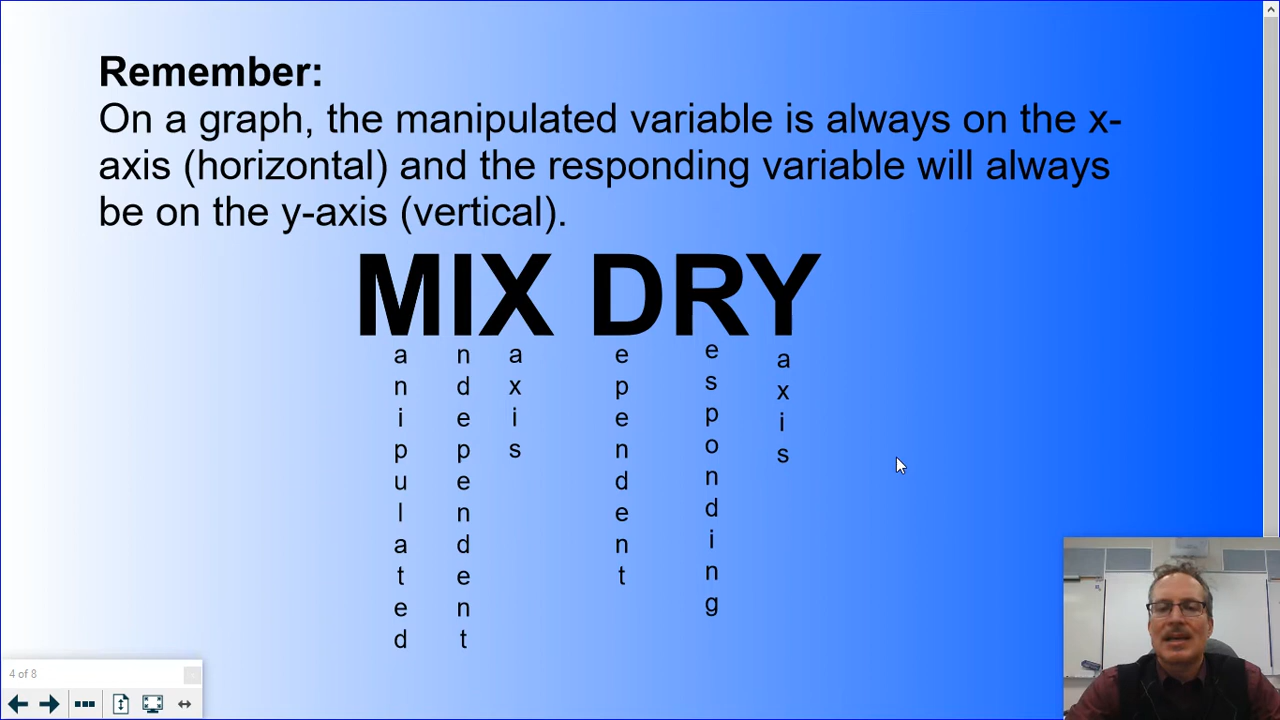 Remember:
On a graph, the manipulated variable is always on the x-
axis (horizontal) and the responding variable will always
be on the y-axis (vertical).
MIX DRY
anipulated
ndependent
axis
ependent
esponding
axis
4 of 8